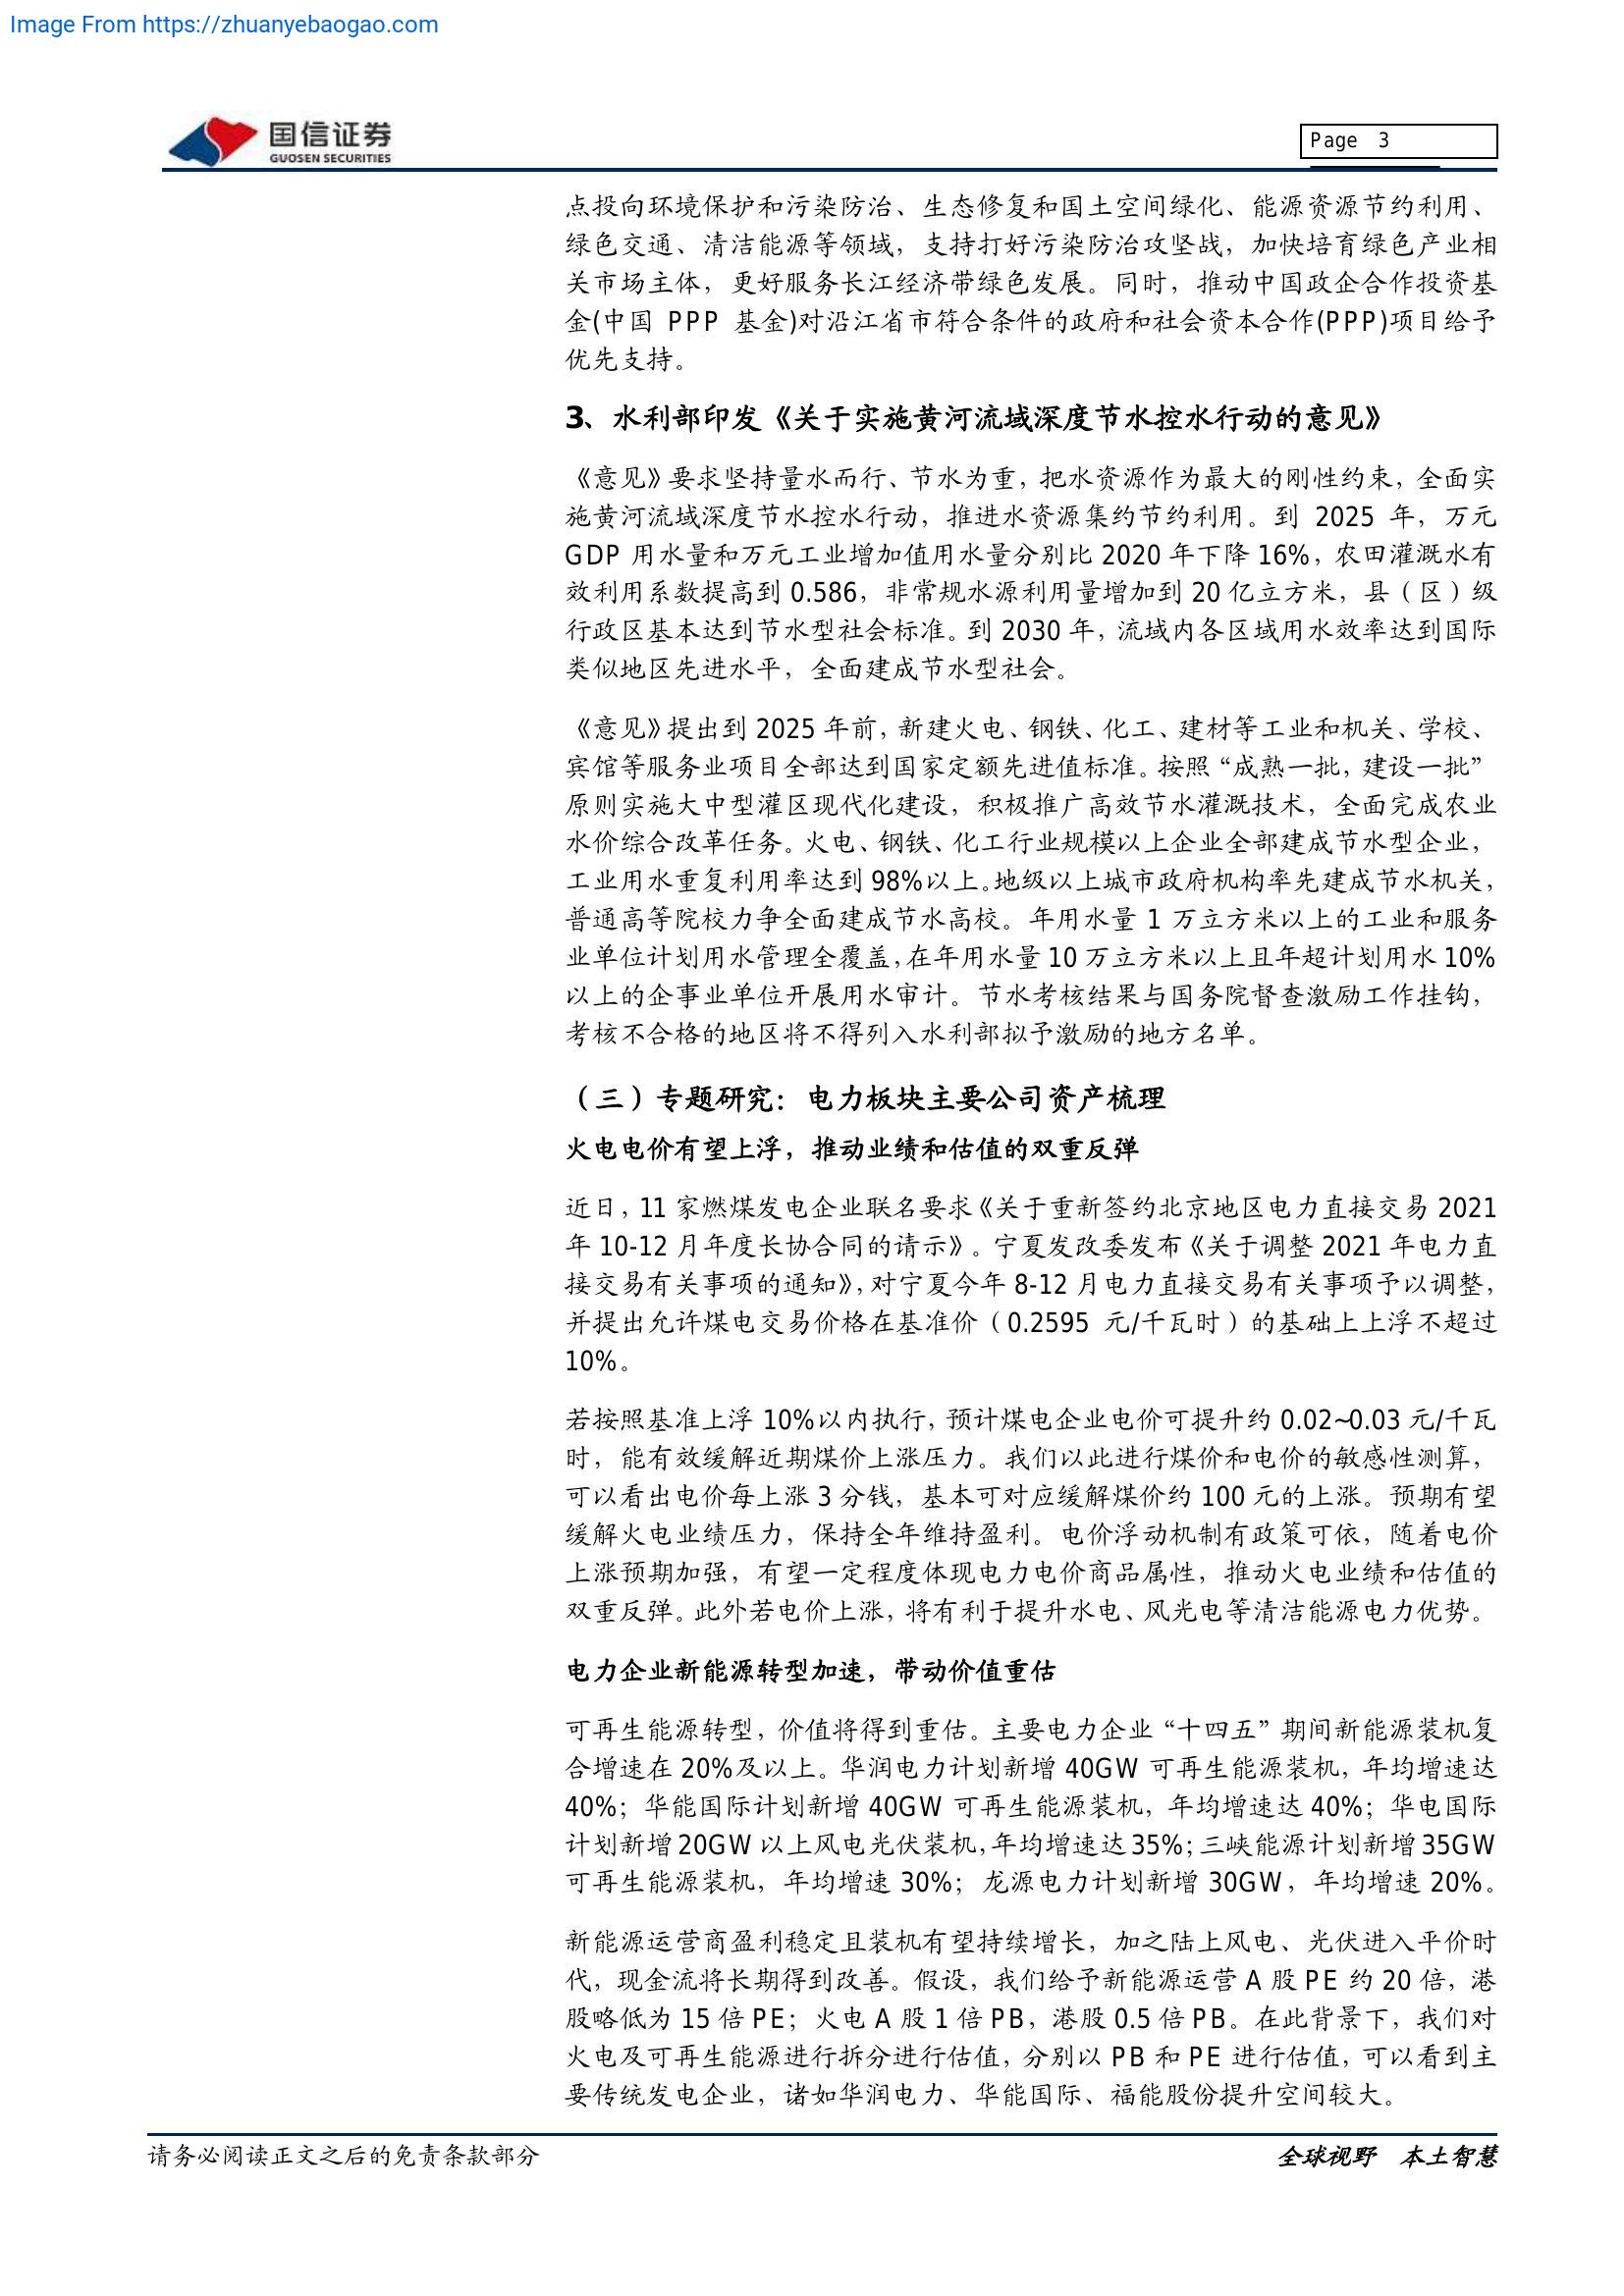 Image From https://zhuanyebaogao.com
国信证券
GUOSEN SECURITIES
Page 3
点投向环境保护和污染防治、生态修复和国土空间绿化、能源资源节约利用、
绿色交通、清洁能源等领域，支持打好污染防治攻坚战，加快培育绿色产业相
关市场主体，更好服务长江经济带绿色发展。同时，推动中国政企合作投资基
金(中国 PPP 基金)对沿江省市符合条件的政府和社会资本合作(PPP)项目给予
优先支持。
3、水利部印发《关于实施黄河流域深度节水控水行动的意见》
《意见》要求坚持量水而行、节水为重，把水资源作为最大的刚性约束，全面实
施黄河流域深度节水控水行动，推进水资源集约节约利用。到 2025 年，万元
GDP 用水量和万元工业增加值用水量分别比 2020 年下降 16%，农田灌溉水有
效利用系数提高到 0.586，非常规水源利用量增加到 20 亿立方米，县（区）级
行政区基本达到节水型社会标准。到 2030 年，流域内各区域用水效率达到国际
类似地区先进水平，全面建成节水型社会。
《意见》提出到 2025 年前，新建火电、钢铁、化工、建材等工业和机关、学校、
宾馆等服务业项目全部达到国家定额先进值标准。按照“成熟一批，建设一批”
原则实施大中型灌区现代化建设，积极推广高效节水灌溉技术，全面完成农业
水价综合改革任务。火电、钢铁、化工行业规模以上企业全部建成节水型企业，
工业用水重复利用率达到 98%以上。地级以上城市政府机构率先建成节水机关，
普通高等院校力争全面建成节水高校。年用水量 1 万立方米以上的工业和服务
业单位计划用水管理全覆盖，在年用水量 10 万立方米以上且年超计划用水 10%
以上的企事业单位开展用水审计。节水考核结果与国务院督查激励工作挂钩，
考核不合格的地区将不得列入水利部拟予激励的地方名单。
（三）专题研究：电力板块主要公司资产梳理
火电电价有望上浮，推动业绩和估值的双重反弹
近日，11 家燃煤发电企业联名要求《关于重新签约北京地区电力直接交易 2021
年 10-12 月年度长协合同的请示》。宁夏发改委发布《关于调整 2021 年电力直
接交易有关事项的通知》，对宁夏今年 8-12 月电力直接交易有关事项予以调整，
并提出允许煤电交易价格在基准价（0.2595 元/千瓦时）的基础上上浮不超过
10%。
若按照基准上浮 10%以内执行，预计煤电企业电价可提升约 0.02~0.03 元/千瓦
时，能有效缓解近期煤价上涨压力。我们以此进行煤价和电价的敏感性测算，
可以看出电价每上涨 3 分钱，基本可对应缓解煤价约 100 元的上涨。预期有望
缓解火电业绩压力，保持全年维持盈利。电价浮动机制有政策可依，随着电价
上涨预期加强，有望一定程度体现电力电价商品属性，推动火电业绩和估值的
双重反弹。此外若电价上涨，将有利于提升水电、风光电等清洁能源电力优势。
电力企业新能源转型加速，带动价值重估
可再生能源转型，价值将得到重估。主要电力企业“十四五”期间新能源装机复
合增速在 20%及以上。华润电力计划新增 40GW 可再生能源装机，年均增速达
40%；华能国际计划新增 40GW 可再生能源装机，年均增速达 40%；华电国际
计划新增 20GW 以上风电光伏装机，年均增速达 35%；三峡能源计划新增 35GW
可再生能源装机，年均增速 30%；龙源电力计划新增 30GW，年均增速 20%。
新能源运营商盈利稳定且装机有望持续增长，加之陆上风电、光伏进入平价时
代，现金流将长期得到改善。假设，我们给予新能源运营 A 股 PE 约 20 倍，港
股略低为 15 倍 PE；火电 A 股 1 倍 PB，港股 0.5 倍 PB。在此背景下，我们对
火电及可再生能源进行拆分进行估值，分别以 PB 和 PE 进行估值，可以看到主
要传统发电企业，诸如华润电力、华能国际、福能股份提升空间较大。
请务必阅读正文之后的免责条款部分
全球视野 本土智慧